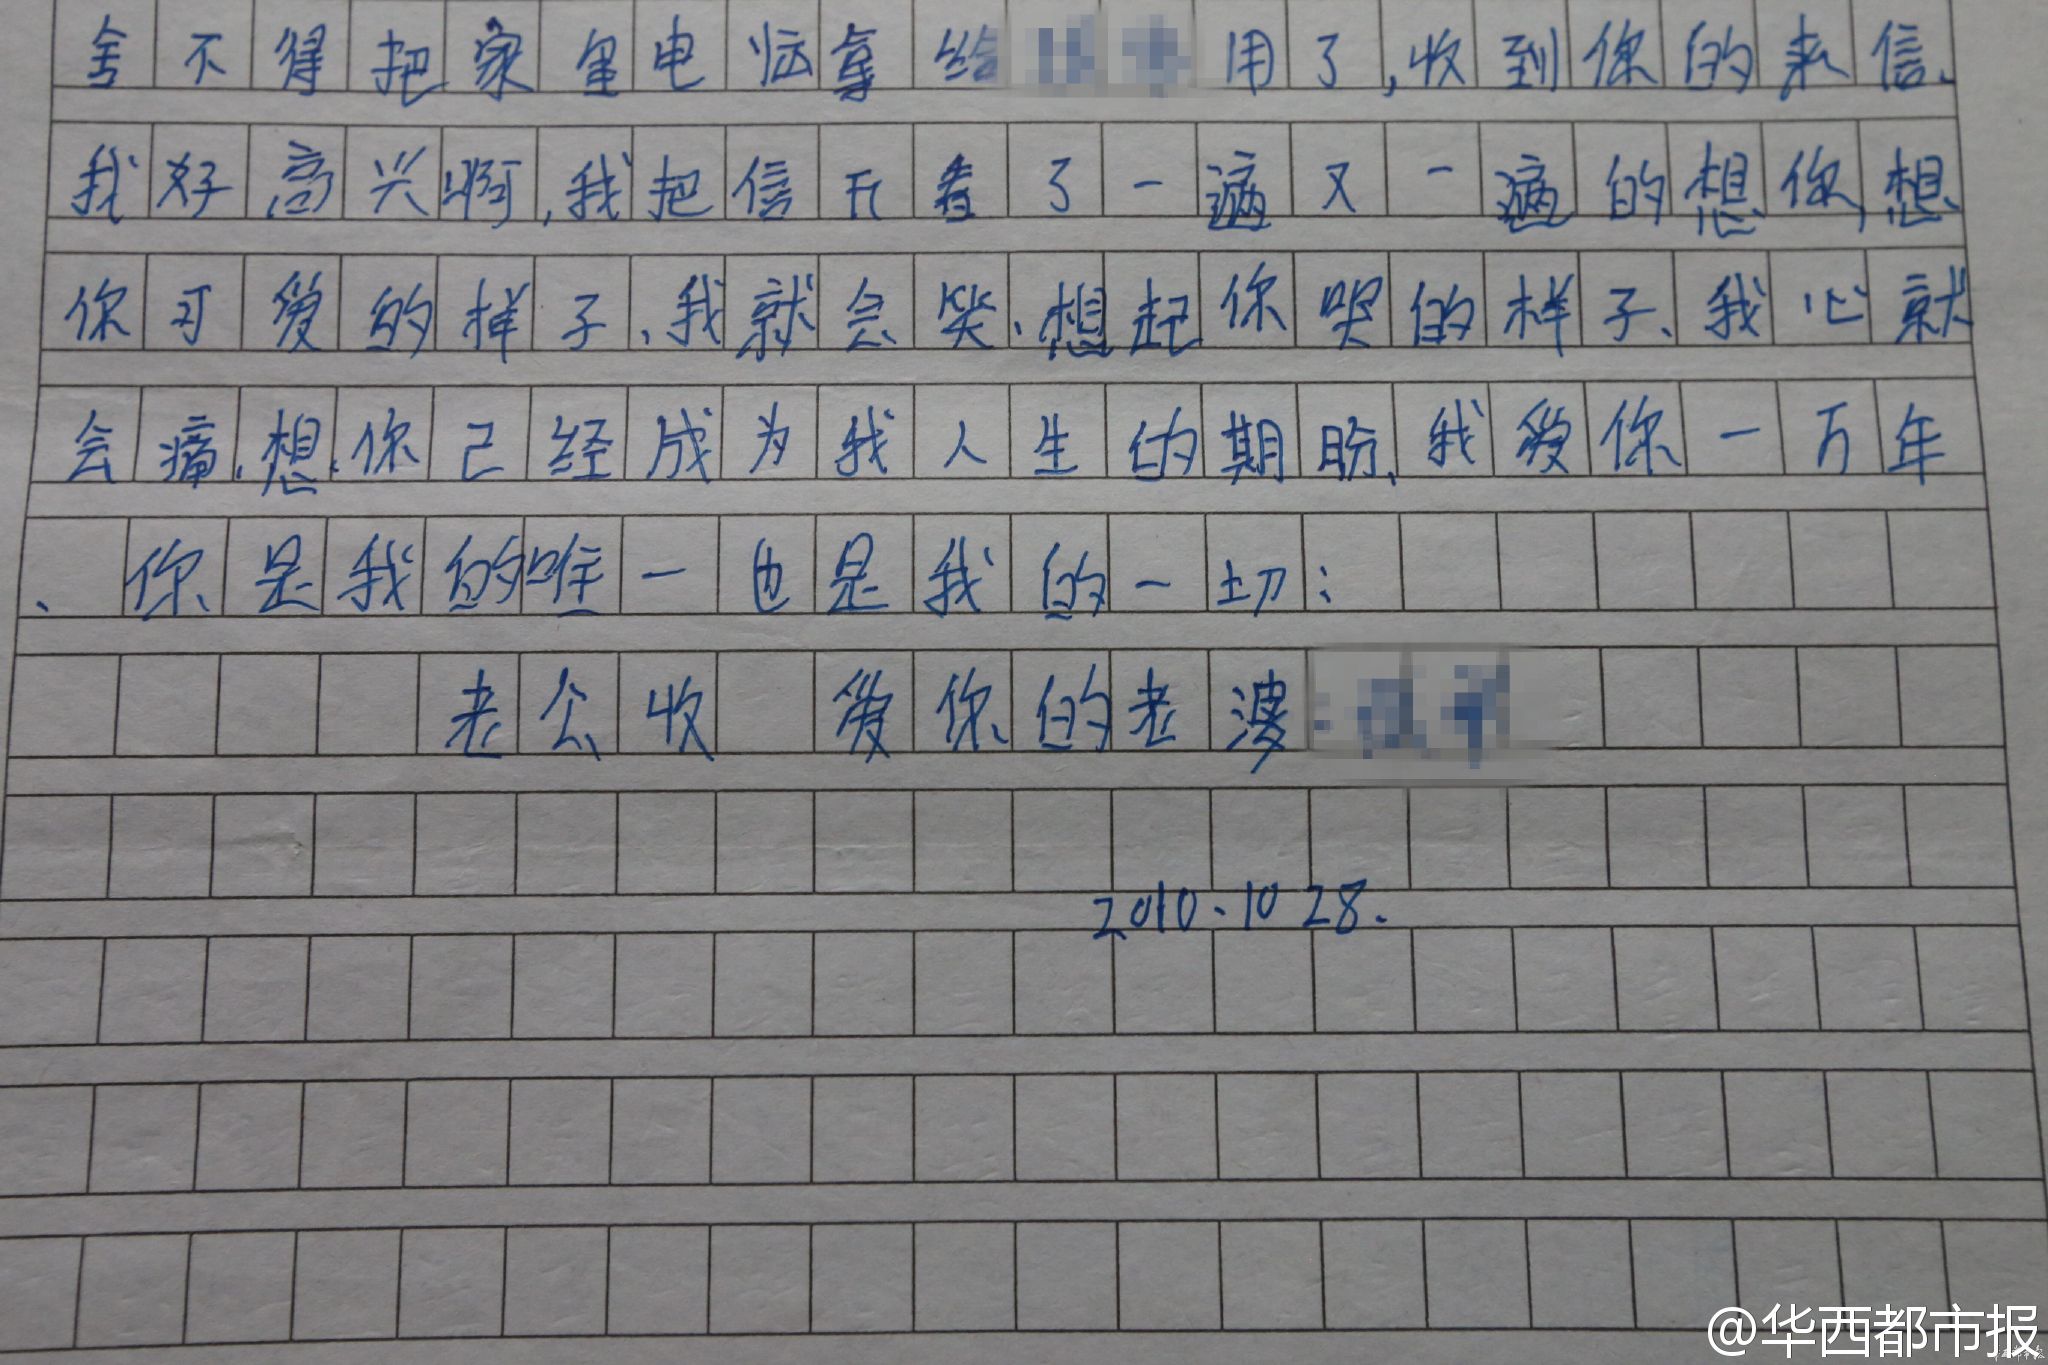 舍不得把家里电恼拿给用了,收到你的来信、
我好高兴啊,我把信开看了一遍又一遍的想你,想
你可爱的样子、我就会笑、想起你哭的样子、我心就
会痛、想、你己经成为我人生的期盼、我爱你一万年
、你是我的唯一也是我的一切:
老公收 爱你的老婆
2010.10 28.
@华西都市报